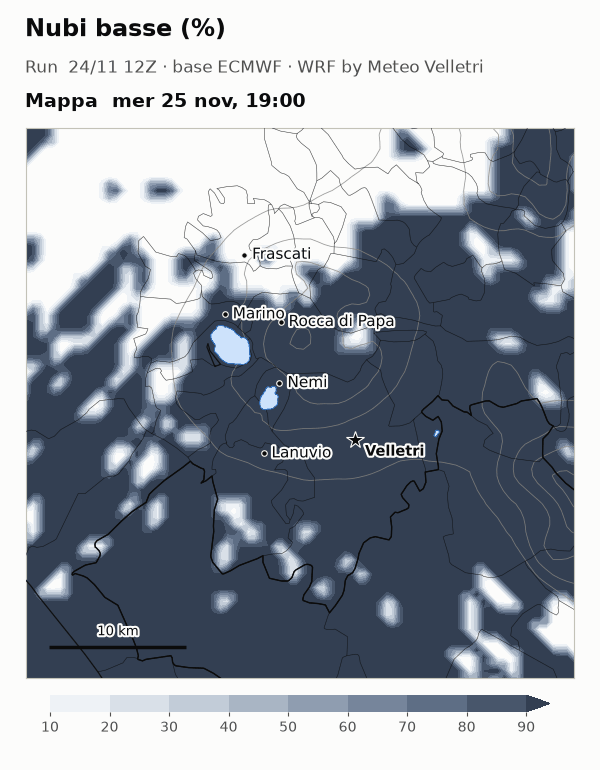 Nubi basse (%)
Run  24/11 12Z · base ECMWF · WRF by Meteo Velletri
Mappa  mer 25 nov, 19:00
Frascati
Marino
Rocca di Papa
Nemi
Velletri
Lanuvio
10 km
10 20 30 40 50 60 70 80 90